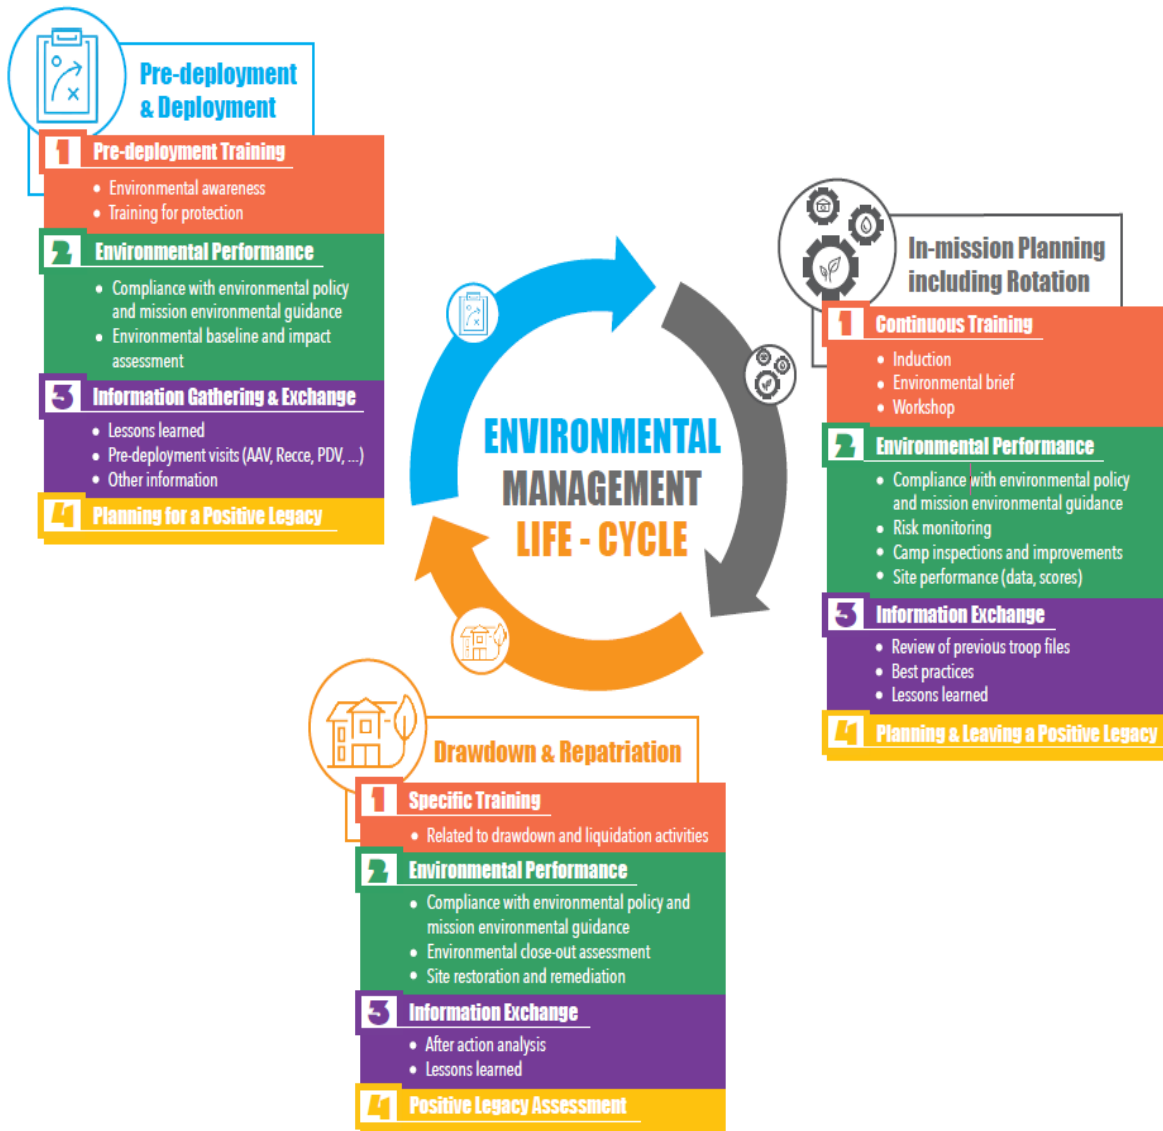 Pre-deployment
& Deployment
1 Pre-deployment Training
• Environmental awareness
• Training for protection
2 Environmental Performance
• Compliance with environmental policy
and mission environmental guidance
• Environmental baseline and impact
assessment
3 Information Gathering & Exchange
• Lessons learned
• Pre-deployment visits (AAV, Recce, PDV, ...)
• Other information
4 Planning for a Positive Legacy
ENVIRONMENTAL
MANAGEMENT
LIFE - CYCLE
In-mission Planning
including Rotation
1 Continuous Training
• Induction
• Environmental brief
• Workshop
2 Environmental Performance
• Compliance with environmental policy
and mission environmental guidance
• Risk monitoring
• Camp inspections and improvements
• Site performance (data, scores)
3 Information Exchange
• Review of previous troop files
• Best practices
• Lessons learned
4 Planning & Leaving a Positive Legacy
Drawdown & Repatriation
1 Specific Training
• Related to drawdown and liquidation activities
2 Environmental Performance
• Compliance with environmental policy and
mission environmental guidance
• Environmental close-out assessment
• Site restoration and remediation
3 Information Exchange
• After action analysis
• Lessons learned
4 Positive Legacy Assessment